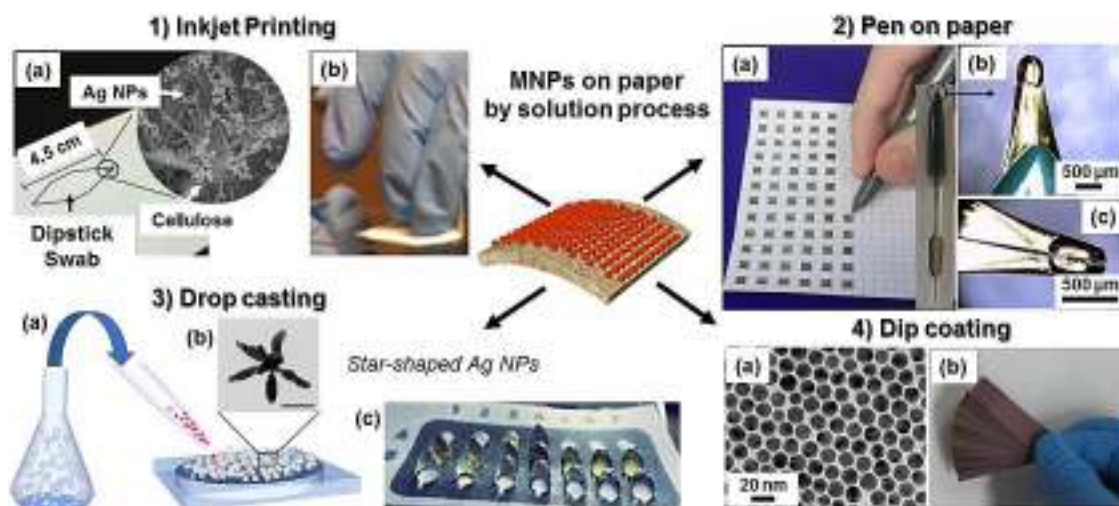 1) Inkjet Printing
(a)
Ag NPs
4.5 cm
Dipstick
Swab
Cellulose
(b)
MNPs on paper
by solution process
2) Pen on paper
(a)
(b)
500 µm
(c)
500 µm
3) Drop casting
(a)
(b)
Star-shaped Ag NPs
(c)
4) Dip coating
(a)
20 nm
(b)